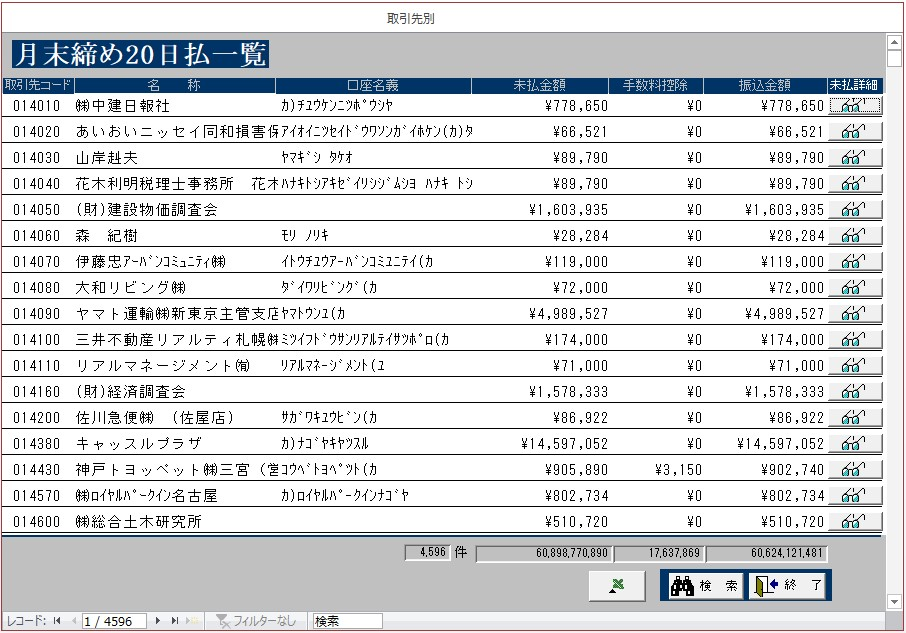 取引先別
月末締め20日払一覧
取引先コード 名　　称 口座名義 未払金額 手数料控除 振込金額 未払詳細
014010 ㈱中建日報社 ｶ)ﾁﾕｳｹﾝﾆﾂﾎﾟｳｼﾔ ¥778,650 ¥0 ¥778,650
014020 あいおいニッセイ同和損害保 ｱｲｵｲﾆﾂｾｲﾄﾞｳﾜｿﾝｶﾞｲﾎｹﾝ(ｶ)ﾀ ¥66,521 ¥0 ¥66,521
014030 山岸赳夫 ﾔﾏｷﾞｼ ﾀｹｵ ¥89,790 ¥0 ¥89,790
014040 花木利明税理士事務所　花木 ﾊﾅｷﾄｼｱｷｾﾞｲﾘｼｼﾞﾑｼﾖ ﾊﾅｷ ﾄｼ ¥89,790 ¥0 ¥89,790
014050 (財)建設物価調査会 ¥1,603,935 ¥0 ¥1,603,935
014060 森　紀樹 ﾓﾘ ﾉﾘｷ ¥28,284 ¥0 ¥28,284
014070 伊藤忠ｱｰﾊﾞﾝｺﾐｭﾆﾃｨ㈱ ｲﾄｳﾁﾕｳｱｰﾊﾞﾝｺﾐﾕﾆﾃｲ(ｶ ¥119,000 ¥0 ¥119,000
014080 大和リビング㈱ ﾀﾞｲﾜﾘﾋﾞﾝｸﾞ(ｶ ¥72,000 ¥0 ¥72,000
014090 ヤマト運輸㈱新東京主管支店 ﾔﾏﾄｳﾝﾕ(ｶ ¥4,989,527 ¥0 ¥4,989,527
014100 三井不動産リアルティ札幌㈱ ﾐﾂｲﾌﾄﾞｳｻﾝﾘｱﾙﾃｲｻﾂﾎﾟﾛ(ｶ ¥174,000 ¥0 ¥174,000
014110 リアルマネージメント㈲ ﾘｱﾙﾏﾈｰｼﾞﾒﾝﾄ(ﾕ ¥71,000 ¥0 ¥71,000
014160 (財)経済調査会 ¥1,578,333 ¥0 ¥1,578,333
014200 佐川急便㈱　（佐屋店） ｻｶﾞﾜｷﾕｳﾋﾞﾝ(ｶ ¥86,922 ¥0 ¥86,922
014380 キャッスルプラザ ｶ)ﾅｺﾞﾔｷﾔﾂｽﾙ ¥14,597,052 ¥0 ¥14,597,052
014430 神戸トヨッペット㈱三宮（営 ｺｳﾍﾞﾄﾖﾍﾟﾂﾄ(ｶ ¥905,890 ¥3,150 ¥902,740
014570 ㈱ﾛｲﾔﾙﾊﾟｰｸイン名古屋 ｶ)ﾛｲﾔﾙﾊﾟｰｸｲﾝﾅｺﾞﾔ ¥802,734 ¥0 ¥802,734
014600 ㈱総合土木研究所 ¥510,720 ¥0 ¥510,720
4,596 件 60,898,770,890 17,637,869 60,624,121,481
検　索 終　了
レコード: 1 / 4596 フィルターなし 検索